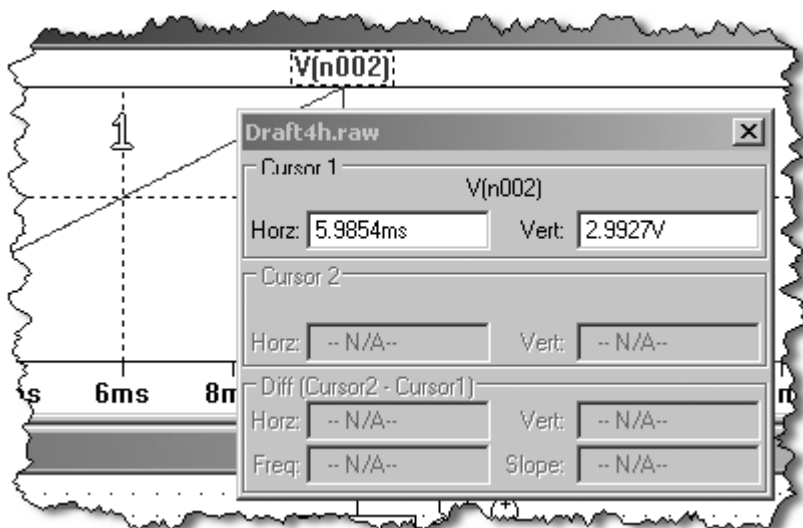 V(n002)
1
Draft4h.raw
Cursor 1
V(n002)
Horz: 5.9854ms Vert: 2.9927V
Cursor 2
Horz: -- N/A-- Vert: -- N/A--
6ms
Diff (Cursor2 - Cursor1)
Horz: -- N/A-- Vert: -- N/A--
Freq: -- N/A-- Slope: -- N/A--